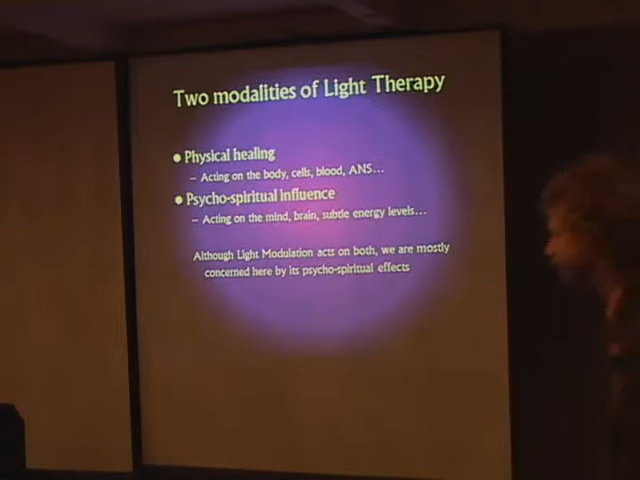 Two modalities of Light Therapy
● Physical healing
– Acting on the body, cells, blood, ANS...
● Psycho-spiritual influence
– Acting on the mind, brain, subtle energy levels...
Although Light Modulation acts on both, we are mostly
concerned here by its psycho-spiritual effects